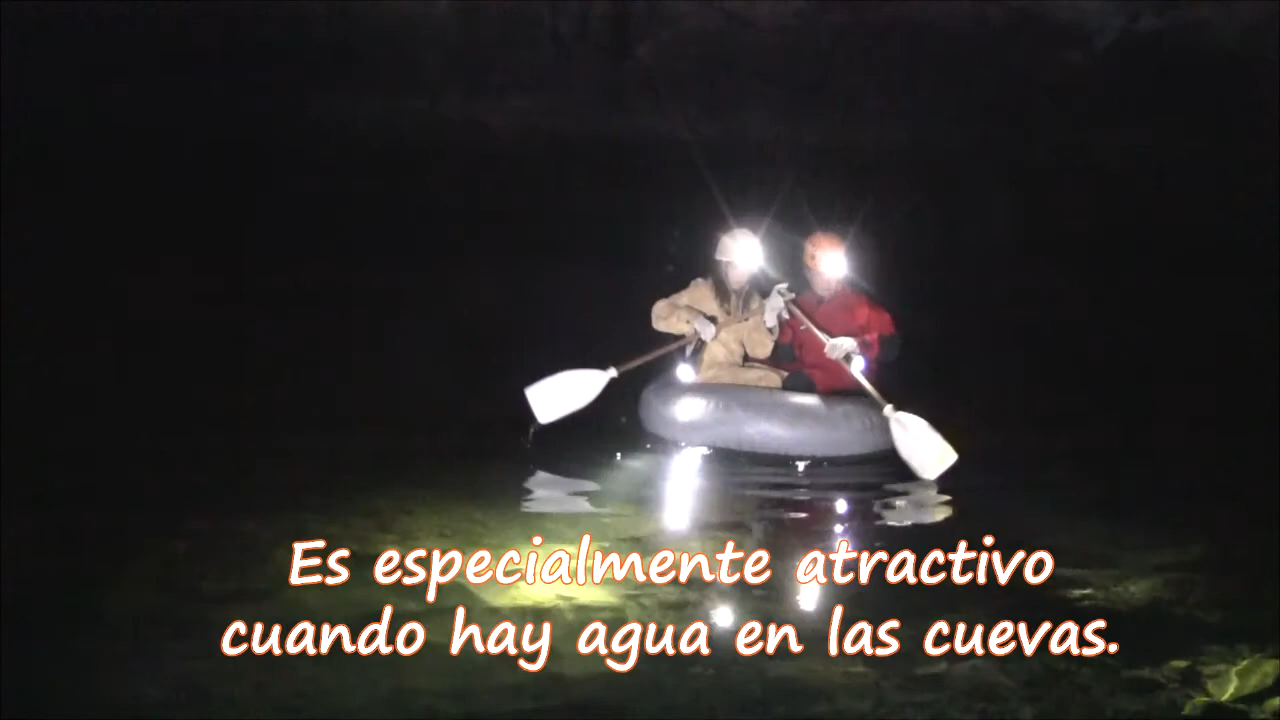 Es especialmente atractivo
cuando hay agua en las cuevas.